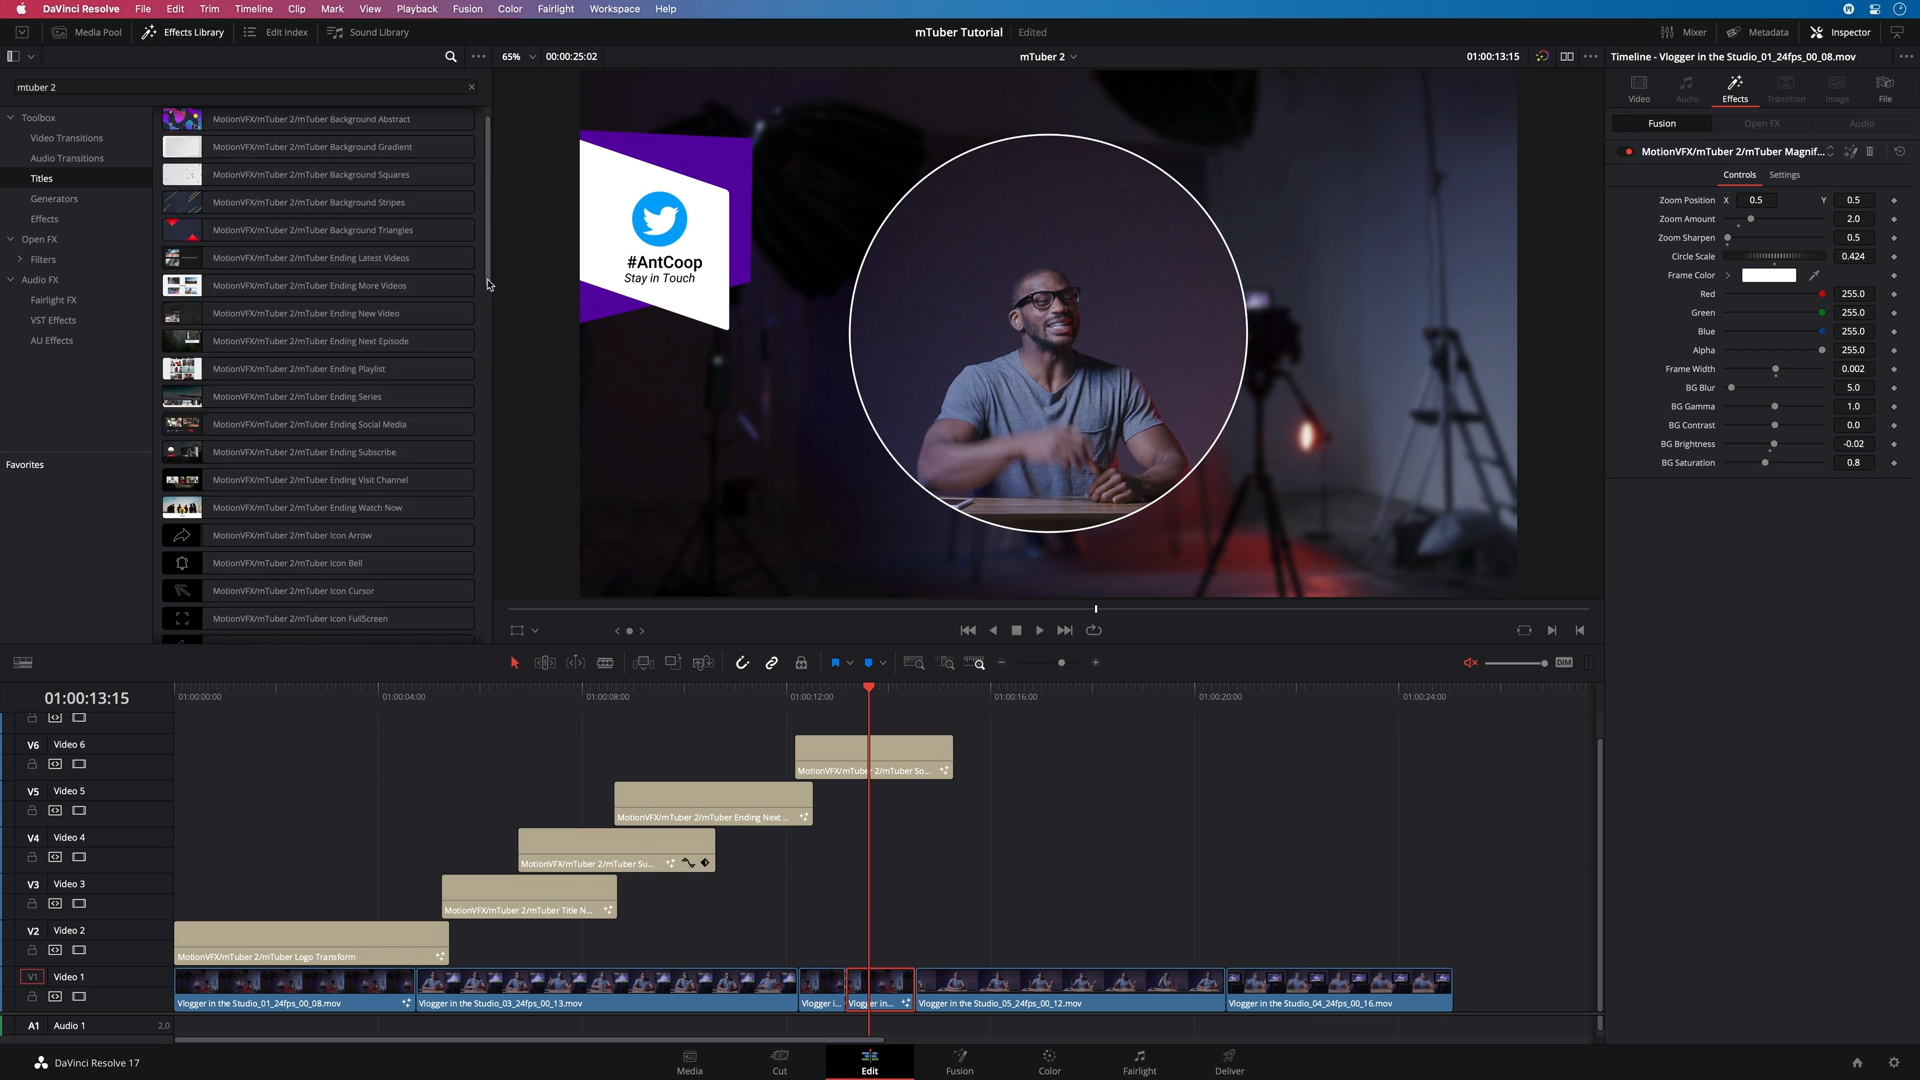 DaVinci Resolve File Edit Trim Timeline Clip Mark View Playback Fusion Color Fairlight Workspace Help
Media Pool Effects Library Edit Index Sound Library mTuber Tutorial Edited Mixer Metadata Inspector
65% 00:00:25:02 mTuber 2 01:00:13:15 Timeline - Vlogger in the Studio_01_24fps_00_08.mov
mtuber 2
Video Audio Effects Transition Image File
Fusion Open FX Audio
MotionVFX/mTuber 2/mTuber Magnif...
Controls Settings
Zoom Position X 0.5 Y 0.5
Zoom Amount 2.0
Zoom Sharpen 0.5
Circle Scale 0.424
Frame Color
Red 255.0
Green 255.0
Blue 255.0
Alpha 255.0
Frame Width 0.002
BG Blur 5.0
BG Gamma 1.0
BG Contrast 0.0
BG Brightness -0.02
BG Saturation 0.8
Toolbox
Video Transitions
Audio Transitions
Titles
Generators
Effects
Open FX
Filters
Audio FX
Fairlight FX
VST Effects
AU Effects
Favorites
MotionVFX/mTuber 2/mTuber Background Abstract
MotionVFX/mTuber 2/mTuber Background Gradient
MotionVFX/mTuber 2/mTuber Background Squares
MotionVFX/mTuber 2/mTuber Background Stripes
MotionVFX/mTuber 2/mTuber Background Triangles
MotionVFX/mTuber 2/mTuber Ending Latest Videos
MotionVFX/mTuber 2/mTuber Ending More Videos
MotionVFX/mTuber 2/mTuber Ending New Video
MotionVFX/mTuber 2/mTuber Ending Next Episode
MotionVFX/mTuber 2/mTuber Ending Playlist
MotionVFX/mTuber 2/mTuber Ending Series
MotionVFX/mTuber 2/mTuber Ending Social Media
MotionVFX/mTuber 2/mTuber Ending Subscribe
MotionVFX/mTuber 2/mTuber Ending Visit Channel
MotionVFX/mTuber 2/mTuber Ending Watch Now
MotionVFX/mTuber 2/mTuber Icon Arrow
MotionVFX/mTuber 2/mTuber Icon Bell
MotionVFX/mTuber 2/mTuber Icon Cursor
MotionVFX/mTuber 2/mTuber Icon FullScreen
#AntCoop
Stay in Touch
DIM
01:00:13:15
01:00:00:00 01:00:04:00 01:00:08:00 01:00:12:00 01:00:16:00 01:00:20:00 01:00:24:00
V6 Video 6
MotionVFX/mTuber 2/mTuber So...
V5 Video 5
MotionVFX/mTuber 2/mTuber Ending Next ...
V4 Video 4
MotionVFX/mTuber 2/mTuber Su...
V3 Video 3
MotionVFX/mTuber 2/mTuber Title N...
V2 Video 2
MotionVFX/mTuber 2/mTuber Logo Transform
V1 Video 1
Vlogger in the Studio_01_24fps_00_08.mov Vlogger in the Studio_03_24fps_00_13.mov Vlogger i... Vlogger in... Vlogger in the Studio_05_24fps_00_12.mov Vlogger in the Studio_04_24fps_00_16.mov
A1 Audio 1 2.0
DaVinci Resolve 17
Media Cut Edit Fusion Color Fairlight Deliver